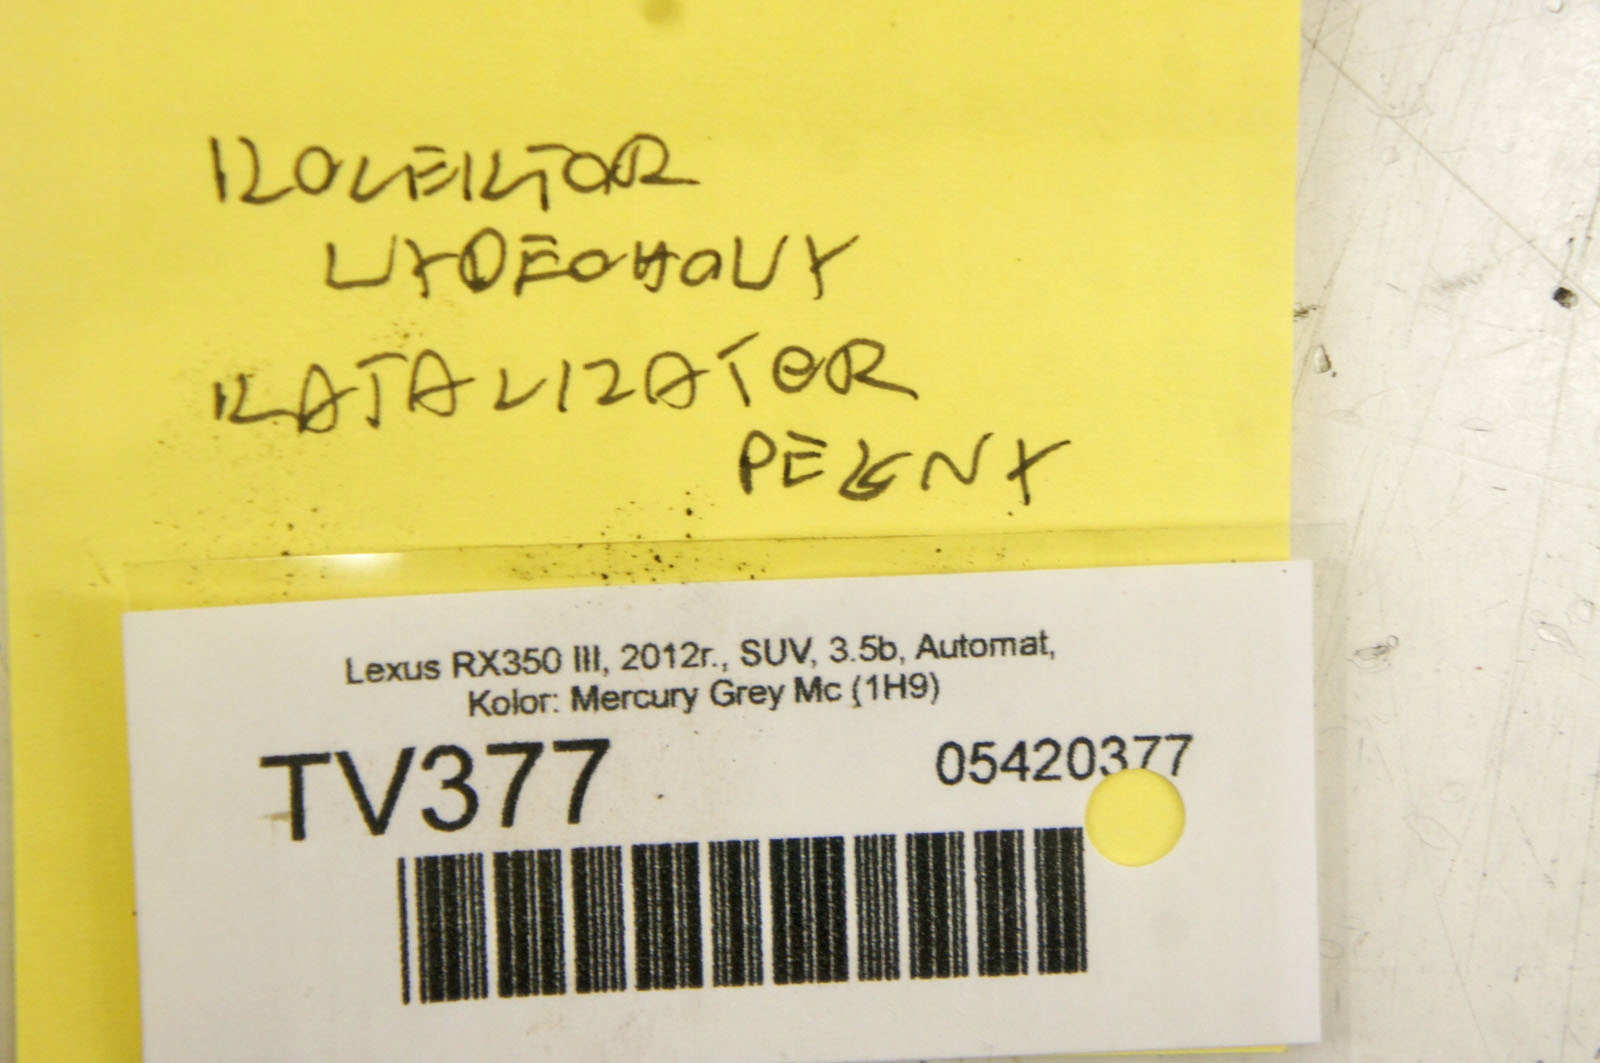 KOLEKTOR
WYDECHOWY
KATALIZATOR
PEŁNY
Lexus RX350 III, 2012r., SUV, 3.5b, Automat,
Kolor: Mercury Grey Mc (1H9)
TV377
05420377